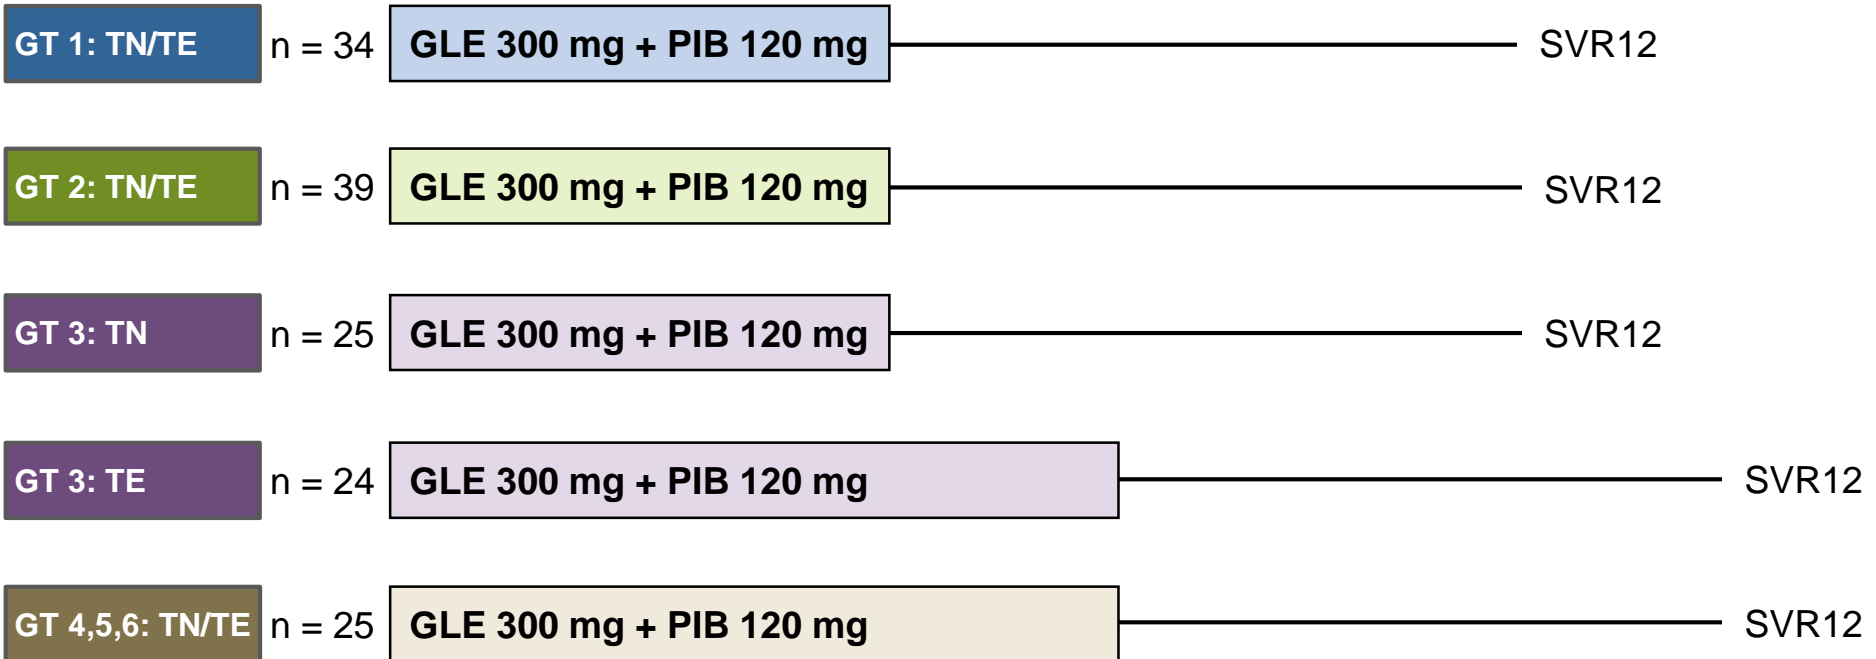 GT 1: TN/TE n = 34 GLE 300 mg + PIB 120 mg SVR12
GT 2: TN/TE n = 39 GLE 300 mg + PIB 120 mg SVR12
GT 3: TN n = 25 GLE 300 mg + PIB 120 mg SVR12
GT 3: TE n = 24 GLE 300 mg + PIB 120 mg SVR12
GT 4,5,6: TN/TE n = 25 GLE 300 mg + PIB 120 mg SVR12